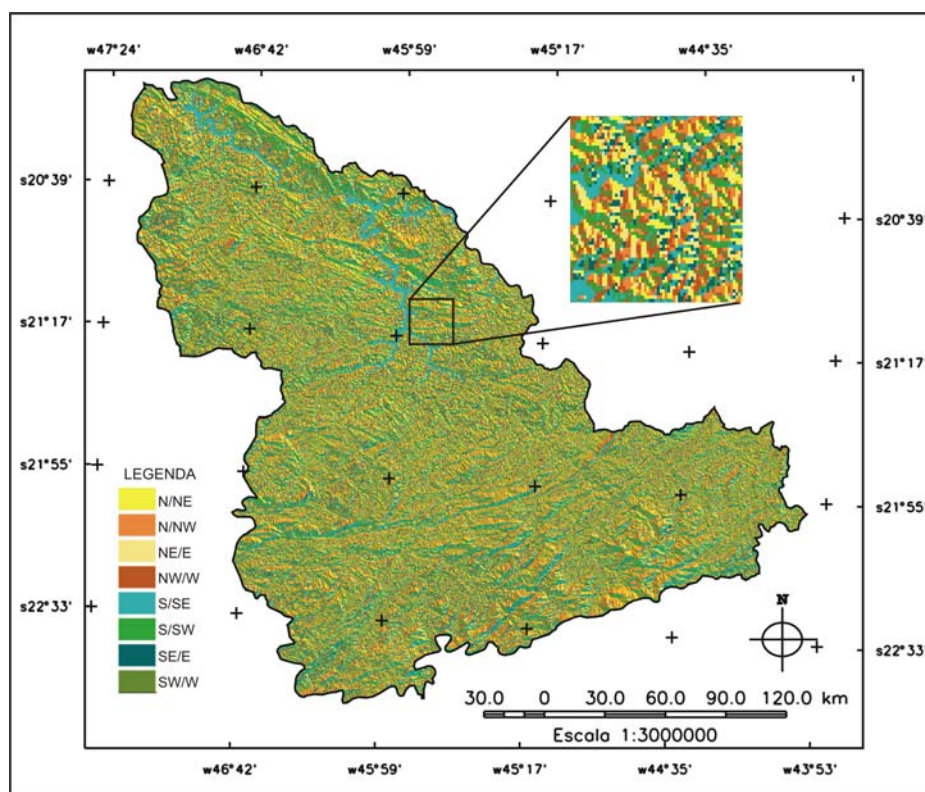 w47°24' w46°42' w45°59' w45°17' w44°35'
s20°39' s20°39'
s21°17' s21°17'
s21°55' s21°55'
s22°33' s22°33'
LEGENDA
N/NE
N/NW
NE/E
NW/W
S/SE
S/SW
SE/E
SW/W
N
30.0 0 30.0 60.0 90.0 120.0 km
Escala 1:3000000
w46°42' w45°59' w45°17' w44°35' w43°53'